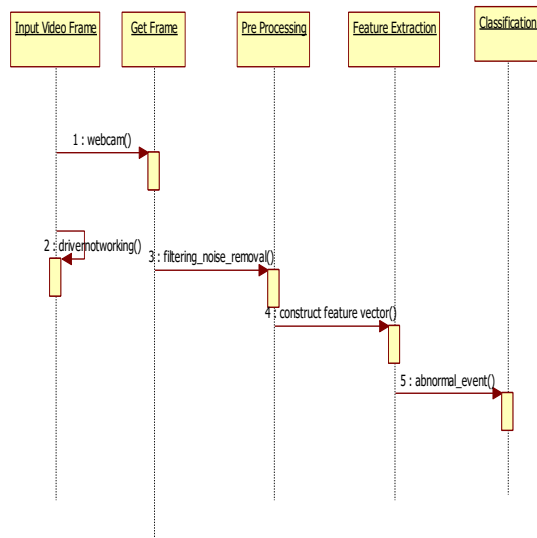 Input Video Frame
Get Frame
Pre Processing
Feature Extraction
Classification
1 : webcam()
2 : drivernotworking()
3 : filtering_noise_removal()
4 : construct feature vector()
5 : abnormal_event()